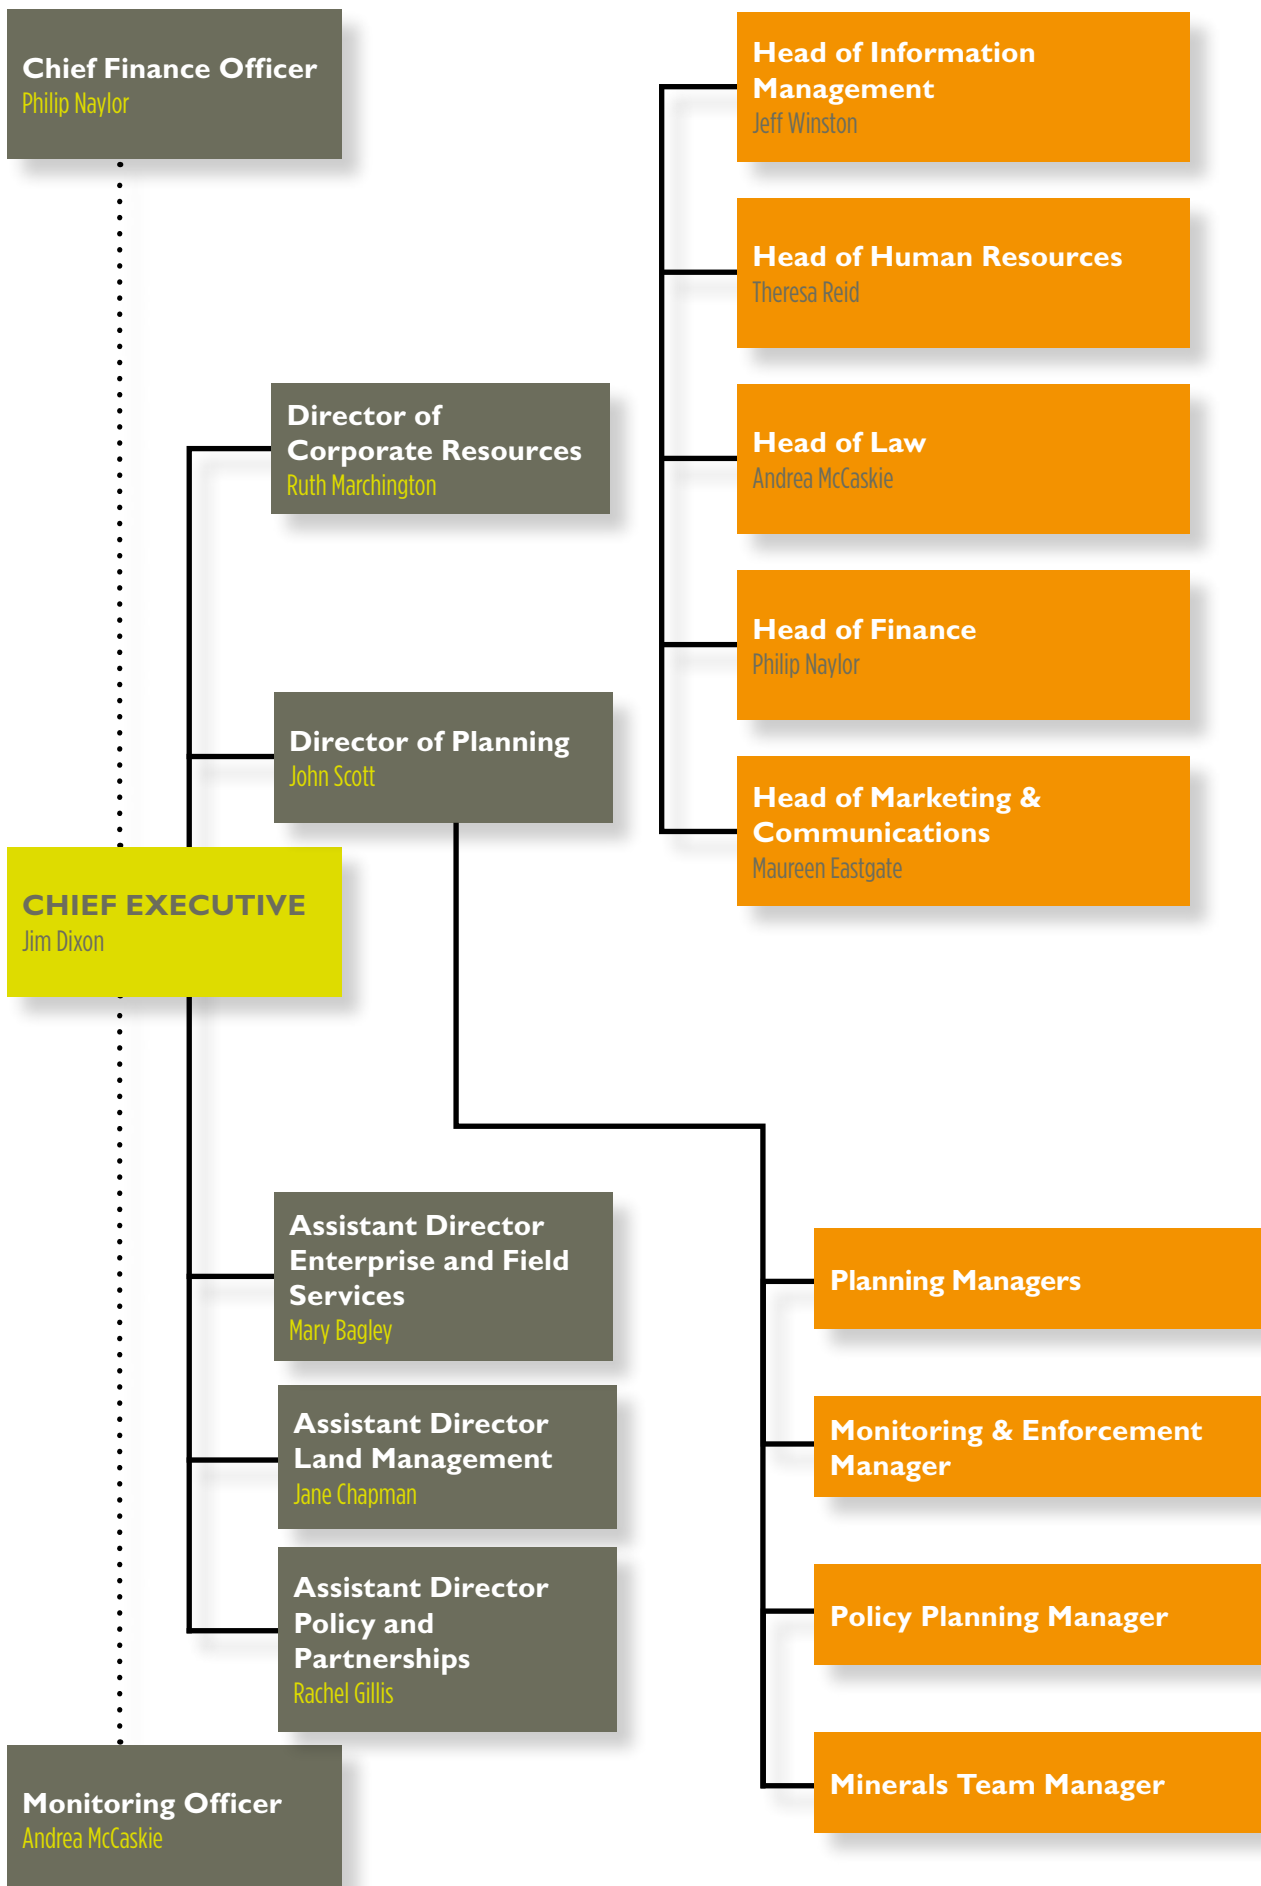 Chief Finance Officer
Philip Naylor
Head of Information
Management
Jeff Winston
Head of Human Resources
Theresa Reid
Director of
Corporate Resources
Ruth Marchington
Head of Law
Andrea McCaskie
Head of Finance
Philip Naylor
Director of Planning
John Scott
Head of Marketing &
Communications
Maureen Eastgate
CHIEF EXECUTIVE
Jim Dixon
Assistant Director
Enterprise and Field
Services
Mary Bagley
Planning Managers
Assistant Director
Land Management
Jane Chapman
Monitoring & Enforcement
Manager
Assistant Director
Policy and
Partnerships
Rachel Gillis
Policy Planning Manager
Minerals Team Manager
Monitoring Officer
Andrea McCaskie